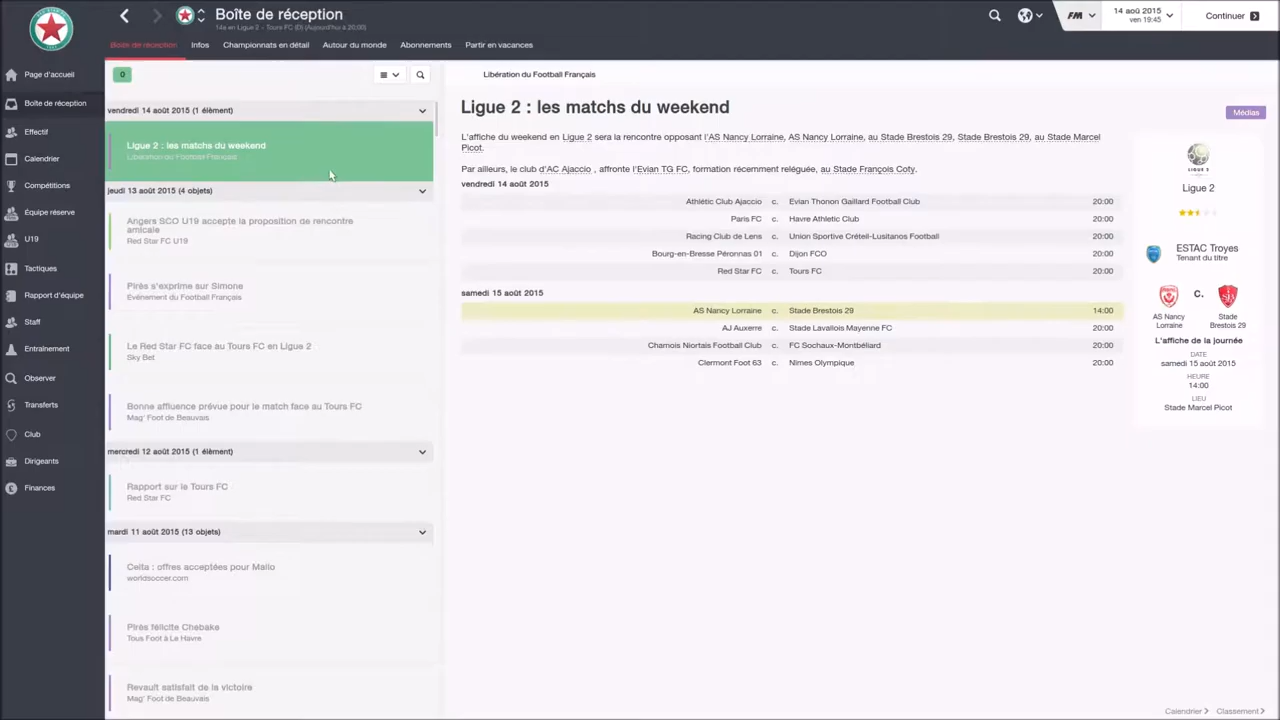 Boîte de réception
14e en Ligue 2 - Tours FC (D) (Aujourd'hui à 20:00)
FM
14 aoû 2015
ven 19:45
Continuer
Boîte de réception
Infos
Championnats en détail
Autour du monde
Abonnements
Partir en vacances
Page d'accueil
Boîte de réception
Effectif
Calendrier
Compétitions
Équipe réserve
U19
Tactiques
Rapport d'équipe
Staff
Entraînement
Observer
Transferts
Club
Dirigeants
Finances
0
vendredi 14 août 2015 (1 élément)
Ligue 2 : les matchs du weekend
Libération du Football Français
jeudi 13 août 2015 (4 objets)
Angers SCO U19 accepte la proposition de rencontre
amicale
Red Star FC U19
Pirès s'exprime sur Simone
Evénement du Football Français
Le Red Star FC face au Tours FC en Ligue 2
Sky Bet
Bonne affluence prévue pour le match face au Tours FC
Mag' Foot de Beauvais
mercredi 12 août 2015 (1 élément)
Rapport sur le Tours FC
Red Star FC
mardi 11 août 2015 (13 objets)
Celta : offres acceptées pour Mallo
worldsoccer.com
Pirès félicite Chebake
Tous Foot à Le Havre
Revault satisfait de la victoire
Mag' Foot de Beauvais
Libération du Football Français
Ligue 2 : les matchs du weekend
Médias
L'affiche du weekend en Ligue 2 sera la rencontre opposant l'AS Nancy Lorraine, AS Nancy Lorraine, au Stade Brestois 29, Stade Brestois 29, au Stade Marcel
Picot.
Par ailleurs, le club d'AC Ajaccio , affronte l'Evian TG FC, formation récemment reléguée, au Stade François Coty.
vendredi 14 août 2015
Athlétic Club Ajaccio c. Evian Thonon Gaillard Football Club 20:00
Paris FC c. Havre Athletic Club 20:00
Racing Club de Lens c. Union Sportive Créteil-Lusitanos Football 20:00
Bourg-en-Bresse Péronnas 01 c. Dijon FCO 20:00
Red Star FC c. Tours FC 20:00
samedi 15 août 2015
AS Nancy Lorraine c. Stade Brestois 29 14:00
AJ Auxerre c. Stade Lavallois Mayenne FC 20:00
Chamois Niortais Football Club c. FC Sochaux-Montbéliard 20:00
Clermont Foot 63 c. Nîmes Olympique 20:00
LIGUE 2
Ligue 2
ESTAC Troyes
Tenant du titre
C.
AS Nancy
Lorraine
Stade
Brestois 29
L'affiche de la journée
DATE
samedi 15 août 2015
HEURE
14:00
LIEU
Stade Marcel Picot
Calendrier
Classement